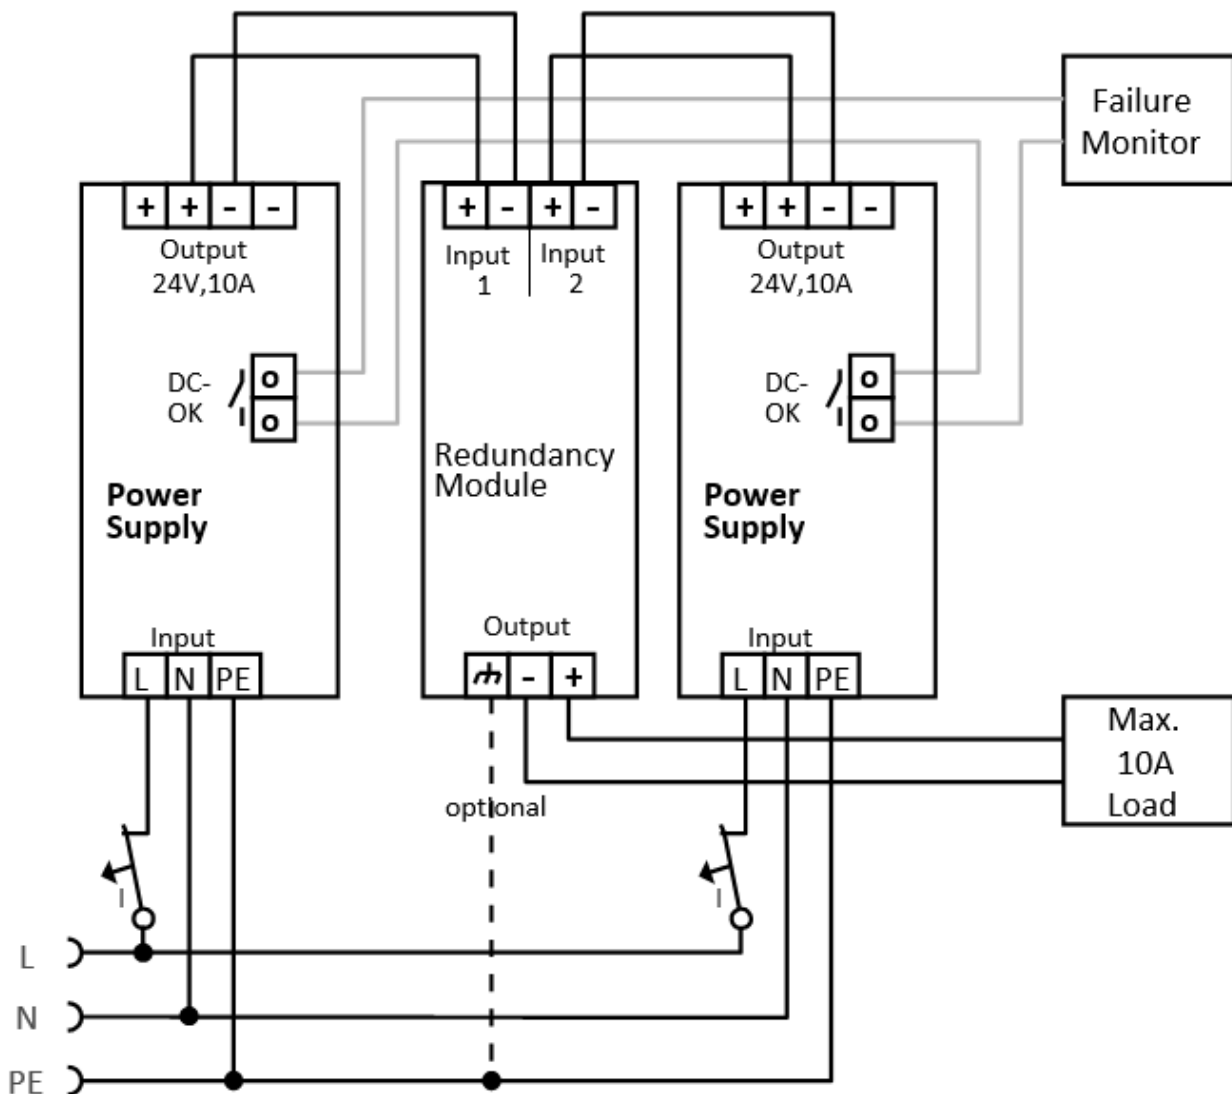 Failure
Monitor
+ + - -
Output
24V,10A
DC-
OK
o
o
Power
Supply
Input
L N PE
+ - + -
Input
1
Input
2
Redundancy
Module
Output
- +
optional
+ + - -
Output
24V,10A
DC-
OK
o
o
Power
Supply
Input
L N PE
Max.
10A
Load
I
I
L
N
PE